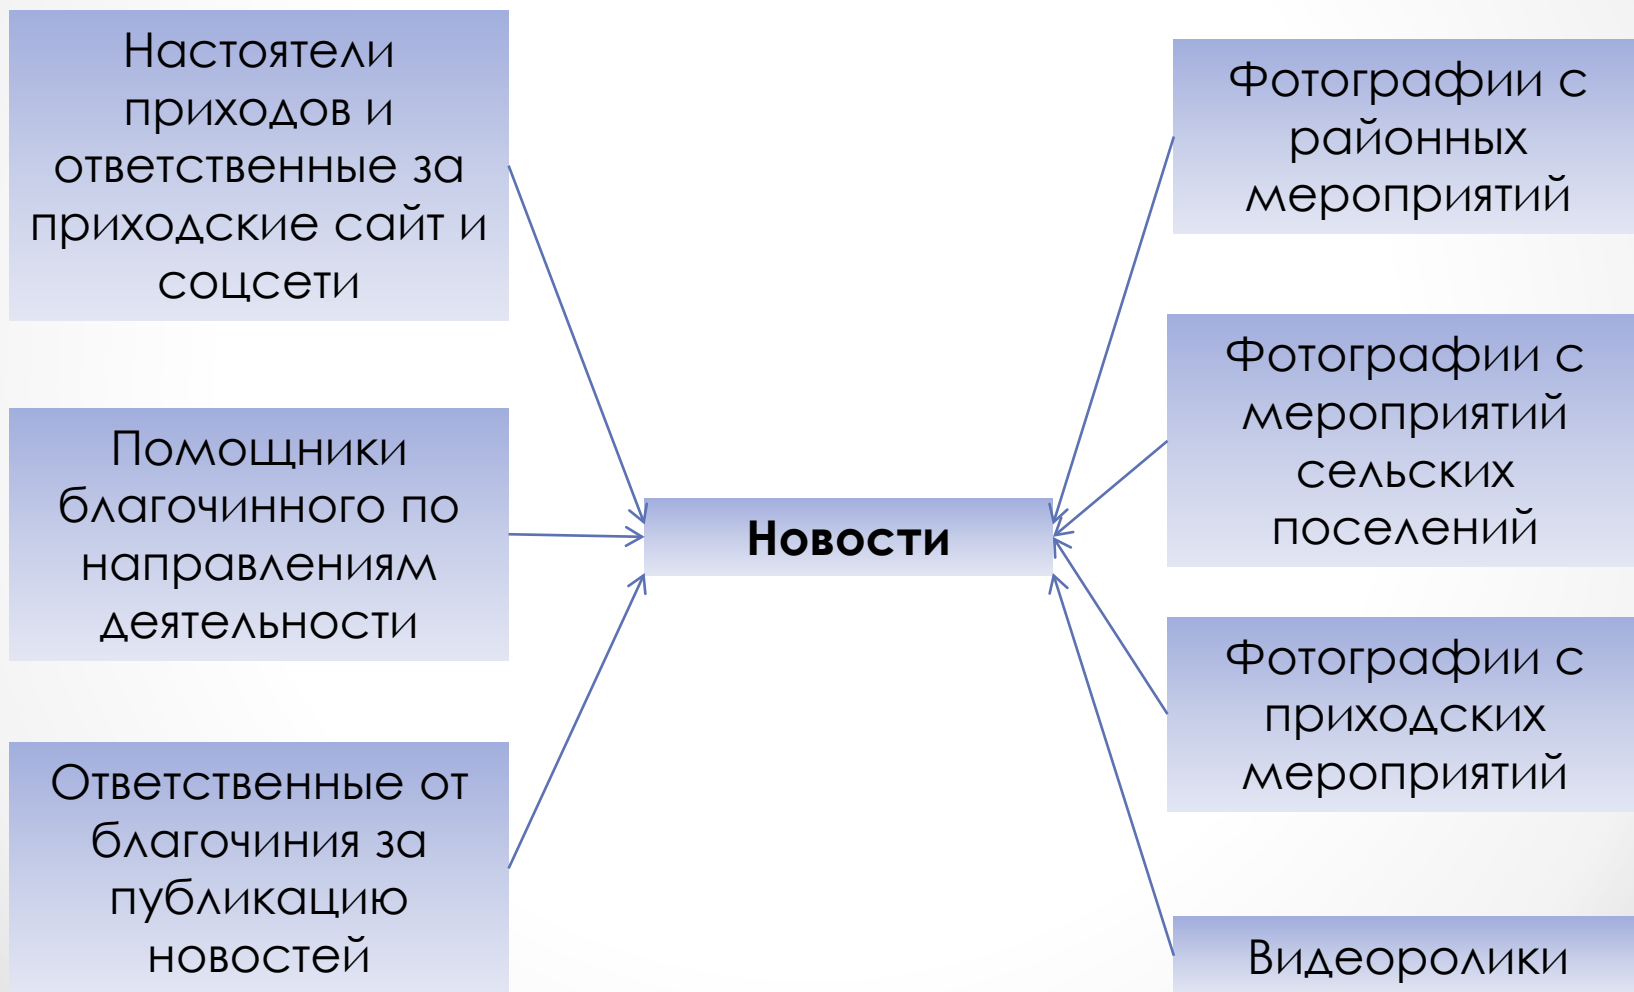 Настоятели
приходов и
ответственные за
приходские сайт и
соцсети
Помощники
благочинного по
направлениям
деятельности
Ответственные от
благочиния за
публикацию
новостей
Новости
Фотографии с
районных
мероприятий
Фотографии с
мероприятий
сельских
поселений
Фотографии с
приходских
мероприятий
Видеоролики